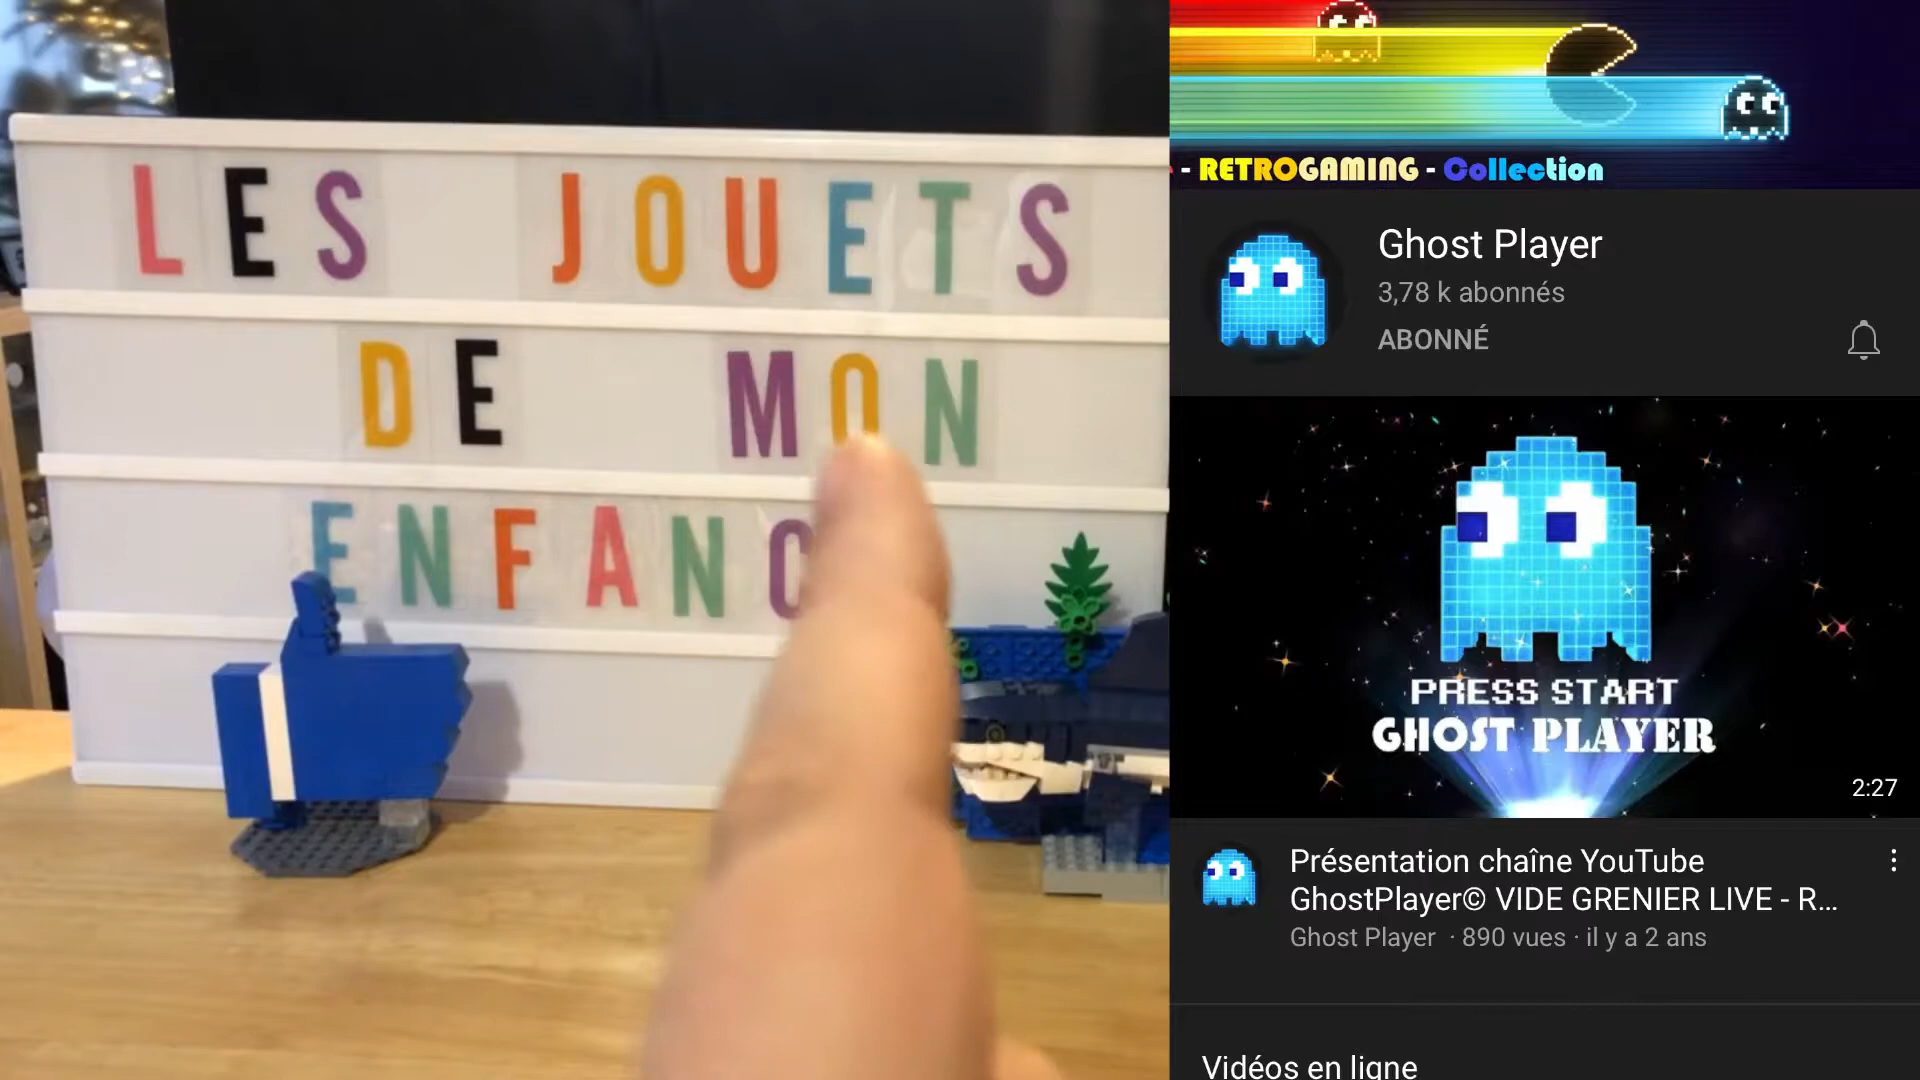 LES JOUETS
DE MON
ENFANC
- RETROGAMING - Collection
Ghost Player
3,78 k abonnés
ABONNÉ
PRESS START
GHOST PLAYER
2:27
Présentation chaîne YouTube
GhostPlayer© VIDE GRENIER LIVE - R...
Ghost Player · 890 vues · il y a 2 ans
Vidéos en ligne